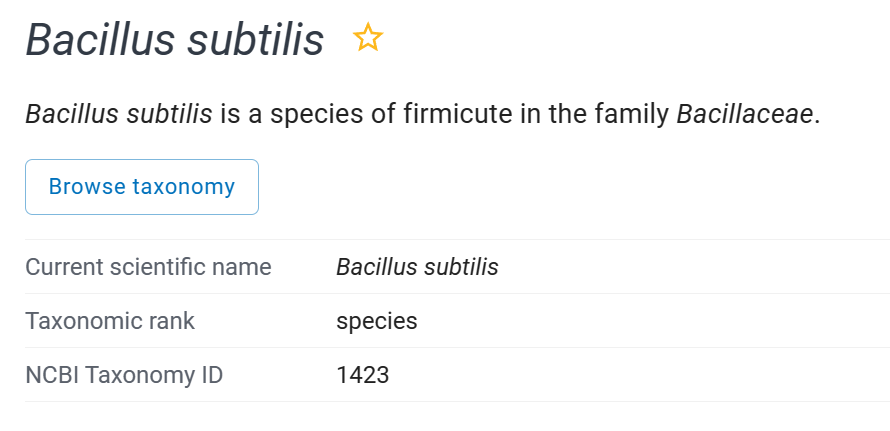 Bacillus subtilis
Bacillus subtilis is a species of firmicute in the family Bacillaceae.
Browse taxonomy
Current scientific name Bacillus subtilis
Taxonomic rank species
NCBI Taxonomy ID 1423